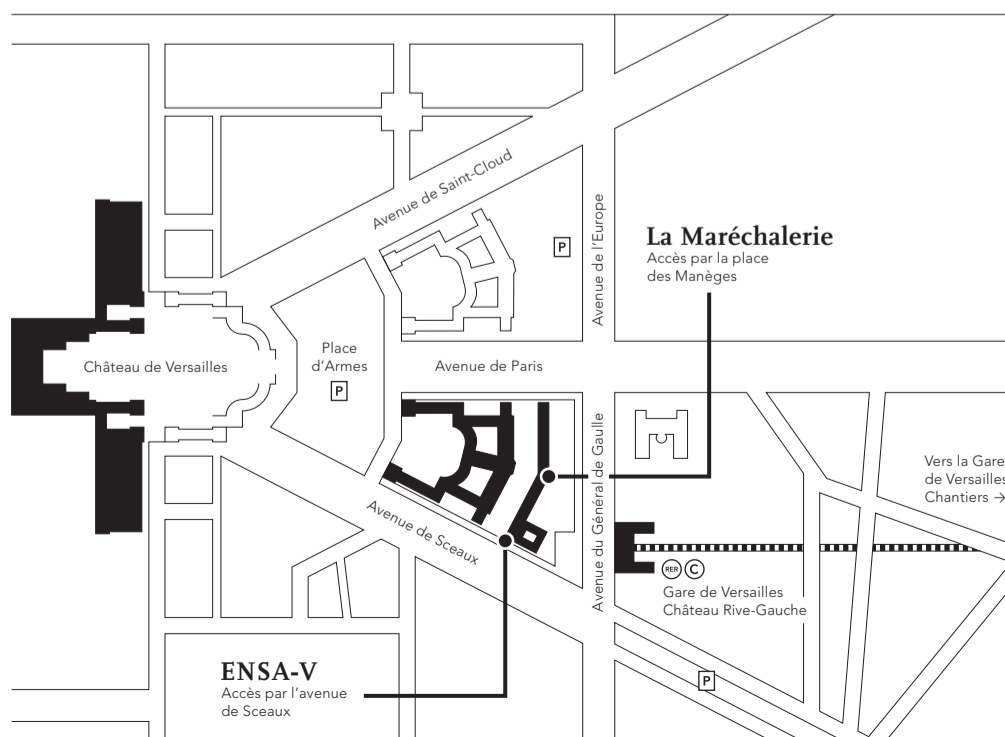 Avenue de Saint-Cloud
P
Avenue de l'Europe
La Maréchalerie
Accès par la place
des Manèges
Château de Versailles
Place
d'Armes
P
Avenue de Paris
Avenue du Général de Gaulle
Vers la Gare
de Versailles
Chantiers →
Avenue de Sceaux
RER C
Gare de Versailles
Château Rive-Gauche
ENSA-V
Accès par l'avenue
de Sceaux
P